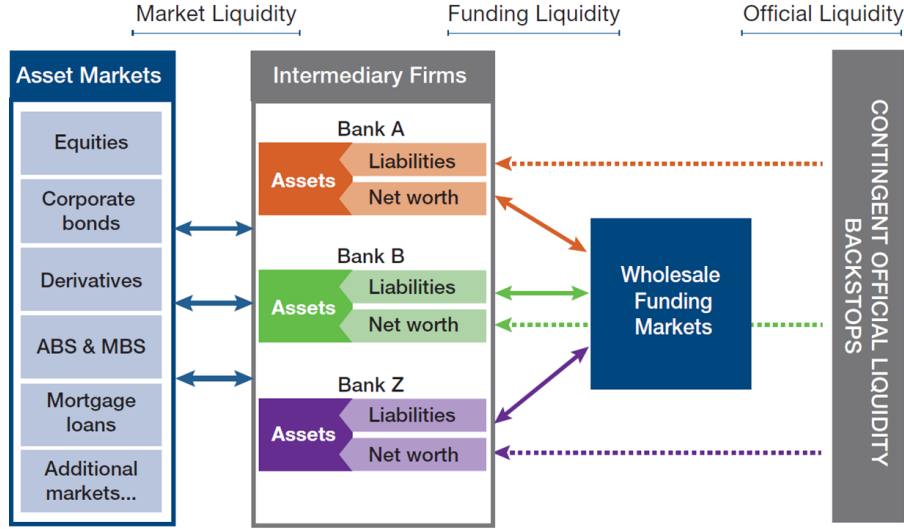 Market Liquidity
Funding Liquidity
Official Liquidity
Asset Markets
Equities
Corporate
bonds
Derivatives
ABS & MBS
Mortgage
loans
Additional
markets...
Intermediary Firms
Bank A
Assets
Liabilities
Net worth
Bank B
Assets
Liabilities
Net worth
Bank Z
Assets
Liabilities
Net worth
Wholesale
Funding
Markets
CONTINGENT OFFICIAL LIQUIDITY
BACKSTOPS